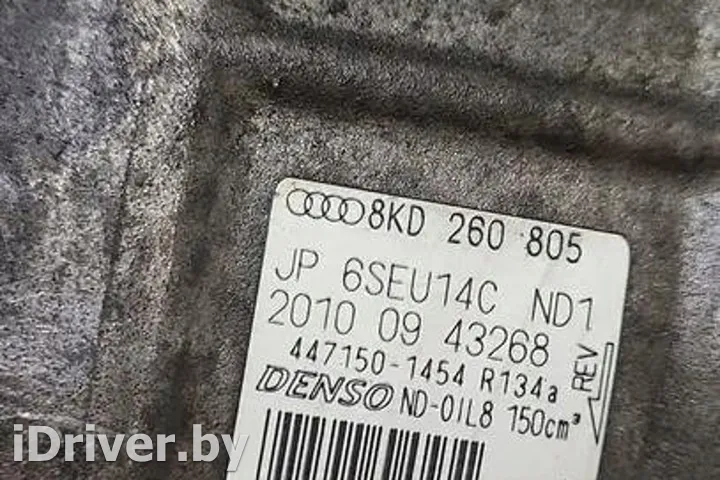 8KD 260 805
JP 6SEU14C ND1
2010 09 43268
447150-1454 R134a
REV
DENSO ND-OIL8 150cm³
iDriver.by